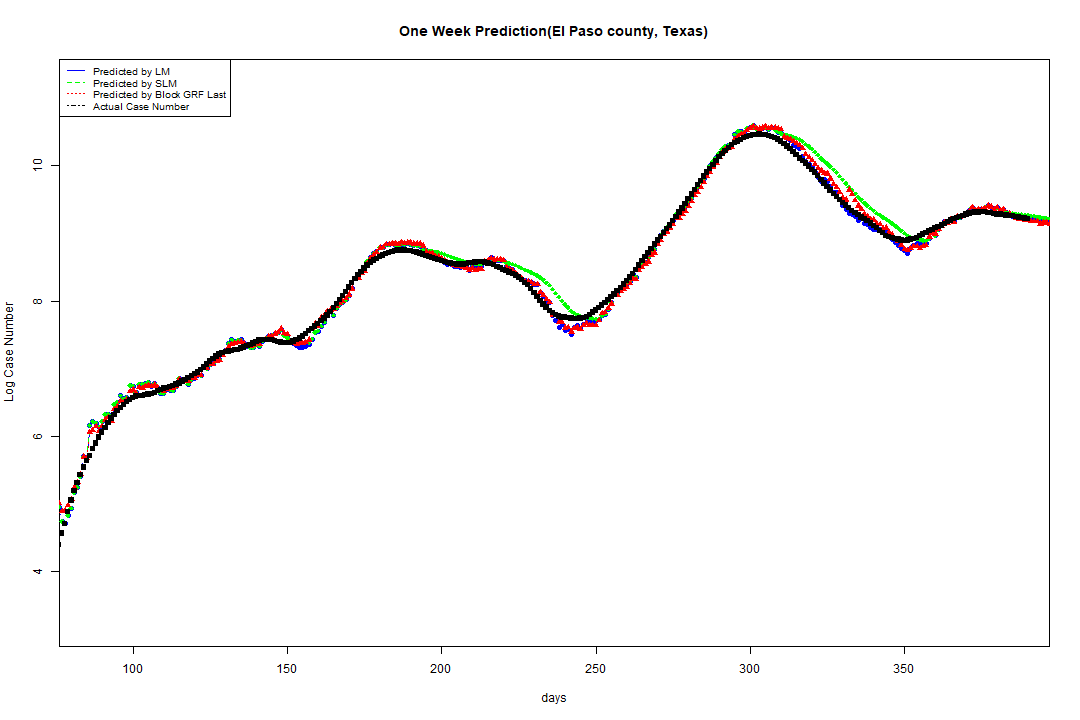 One Week Prediction(El Paso county, Texas)
Predicted by LM
Predicted by SLM
Predicted by Block GRF Last
Actual Case Number
10
8
6
4
Log Case Number
100 150 200 250 300 350
days